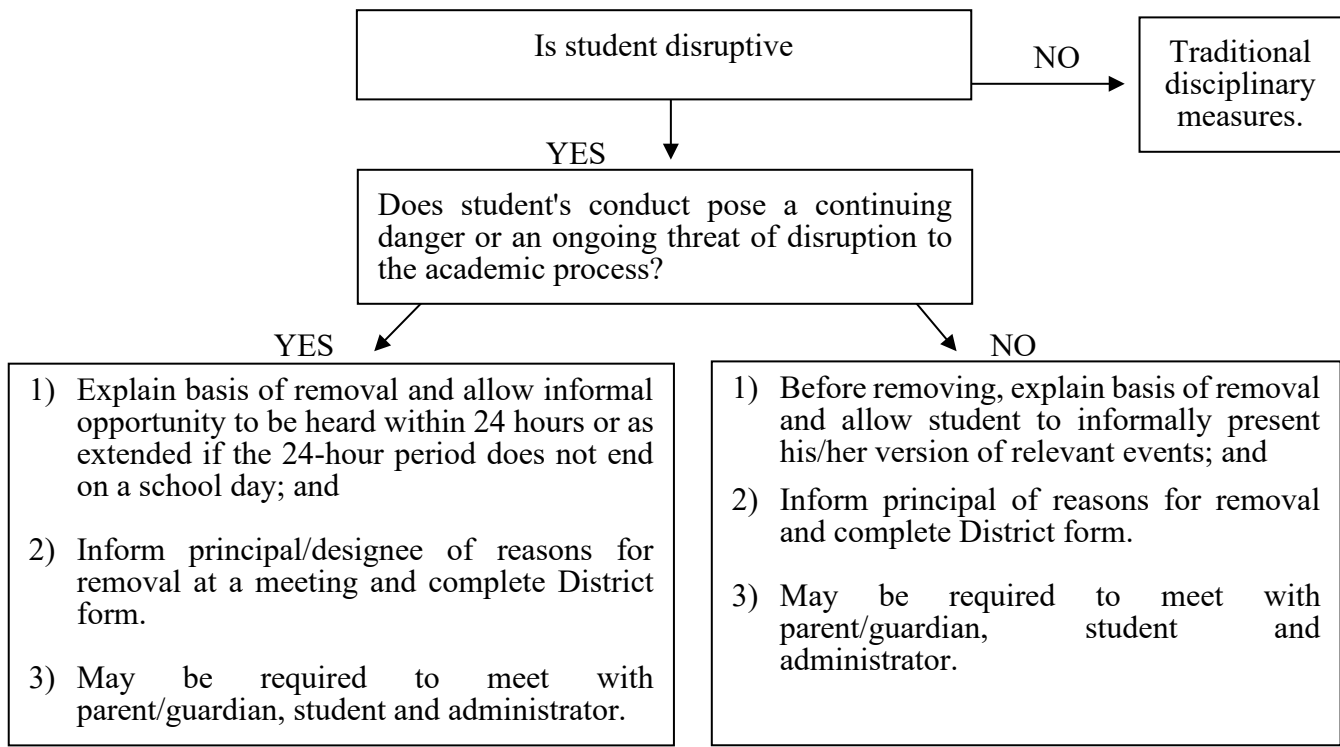 Is student disruptive
NO
Traditional
disciplinary
measures.
YES
Does student's conduct pose a continuing
danger or an ongoing threat of disruption to
the academic process?
YES
1) Explain basis of removal and allow informal
opportunity to be heard within 24 hours or as
extended if the 24-hour period does not end
on a school day; and
2) Inform principal/designee of reasons for
removal at a meeting and complete District
form.
3) May be required to meet with
parent/guardian, student and administrator.
NO
1) Before removing, explain basis of removal
and allow student to informally present
his/her version of relevant events; and
2) Inform principal of reasons for removal
and complete District form.
3) May be required to meet with
parent/guardian, student and
administrator.